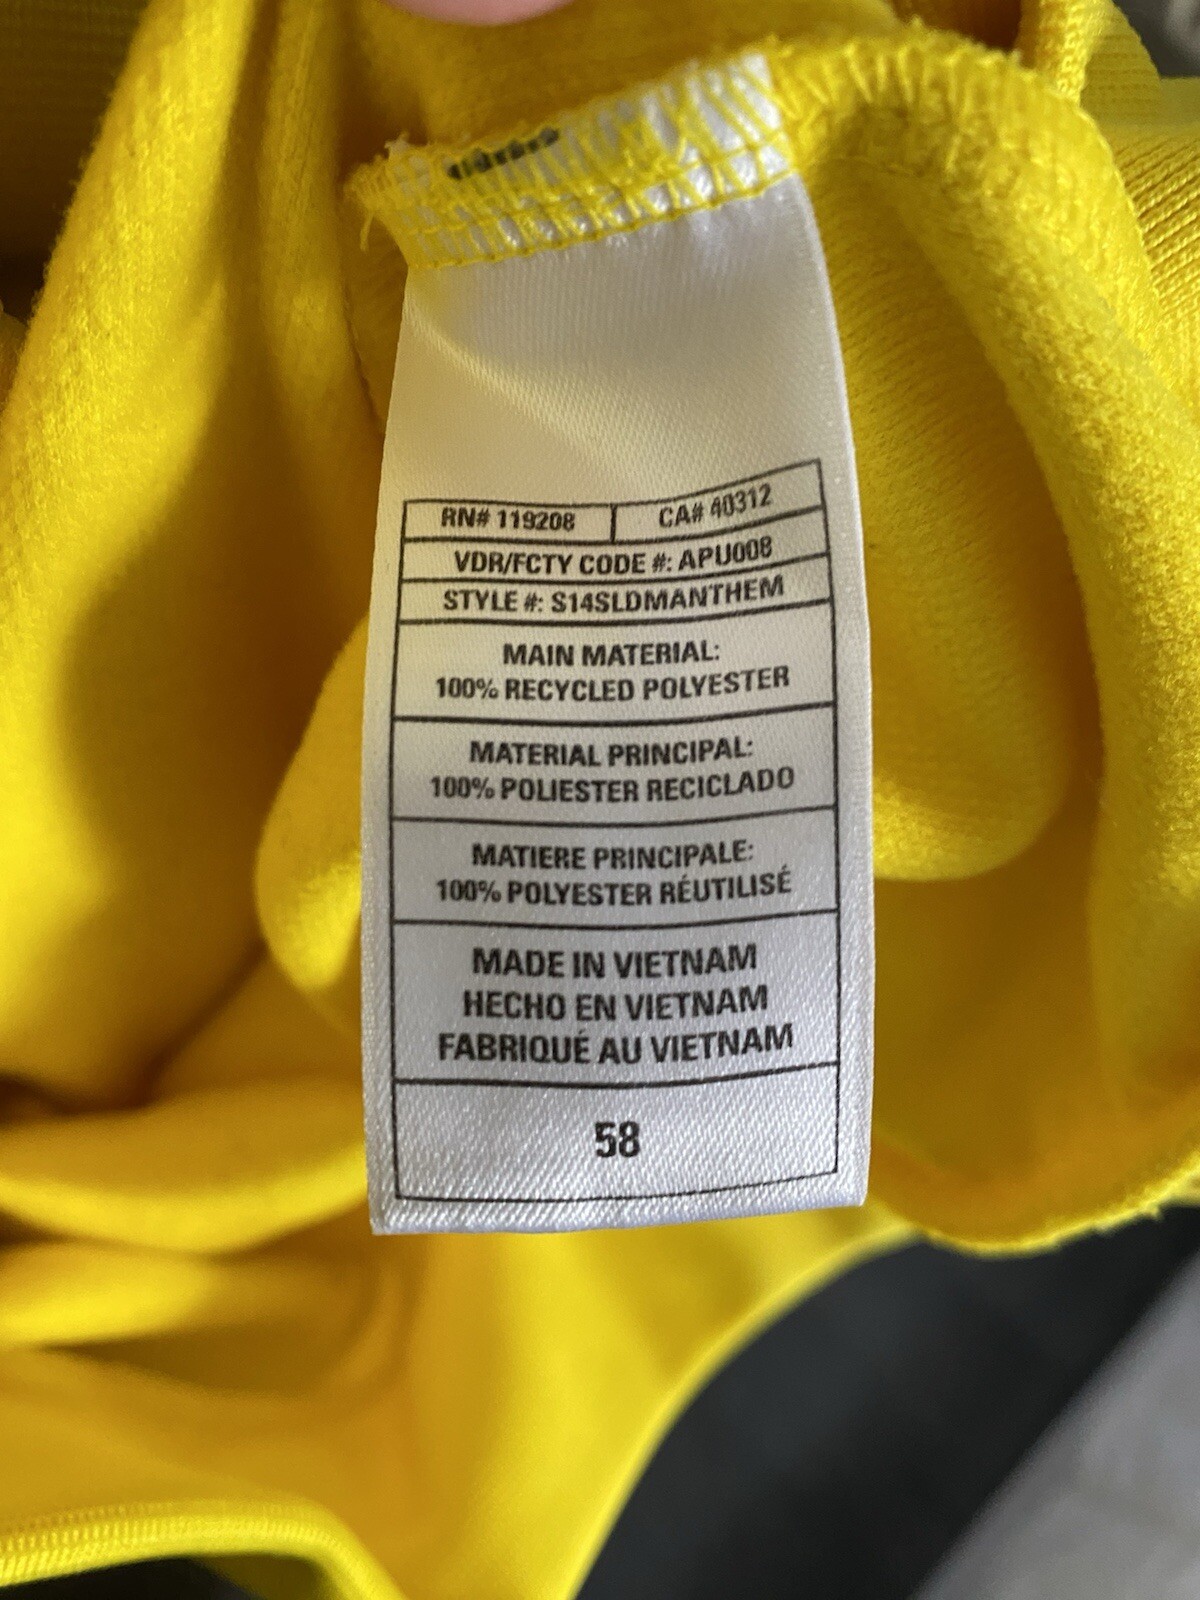 RN# 119208 CA# 40312
VDR/FCTY CODE #: APU008
STYLE #: S14SLDMANTHEM
MAIN MATERIAL:
100% RECYCLED POLYESTER
MATERIAL PRINCIPAL:
100% POLIESTER RECICLADO
MATIERE PRINCIPALE:
100% POLYESTER RÉUTILISÉ
MADE IN VIETNAM
HECHO EN VIETNAM
FABRIQUÉ AU VIETNAM
58